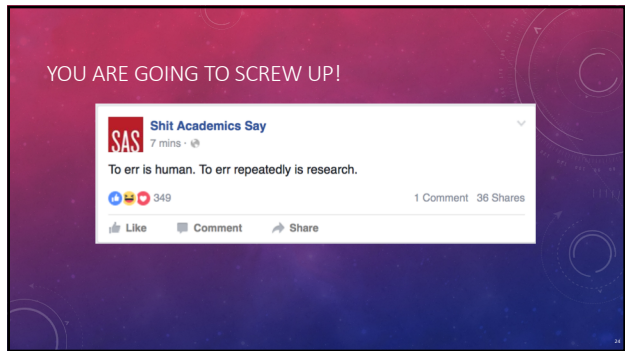 YOU ARE GOING TO SCREW UP!
SAS
Shit Academics Say
7 mins ·
To err is human. To err repeatedly is research.
349
1 Comment 36 Shares
Like Comment Share
24